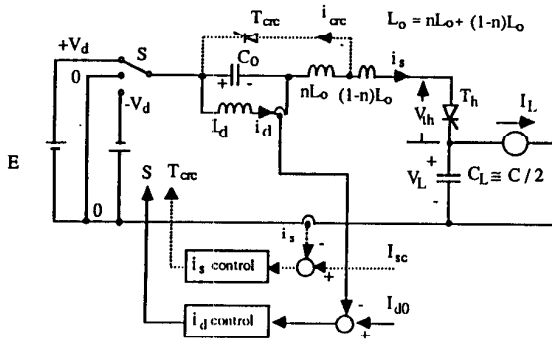 T_crc
i_crc
L_o = nL_o + (1-n)L_o
+V_d
S
C_o
+ -
i_s
0
nL_o
(1-n)L_o
T_h
I_L
-V_d
L_d
i_d
V_th
E
S
T_crc
+
V_L
C_L ≡ C/2
-
0
i_s
-
I_sc
i_s control
+
-
I_d0
i_d control
+